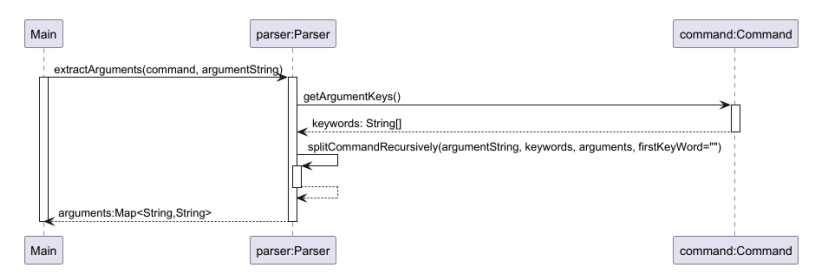 Main parser:Parser command:Command
extractArguments(command, argumentString)
getArgumentKeys()
keywords: String[]
splitCommandRecursively(argumentString, keywords, arguments, firstKeyWord="")
arguments:Map<String,String>
Main parser:Parser command:Command